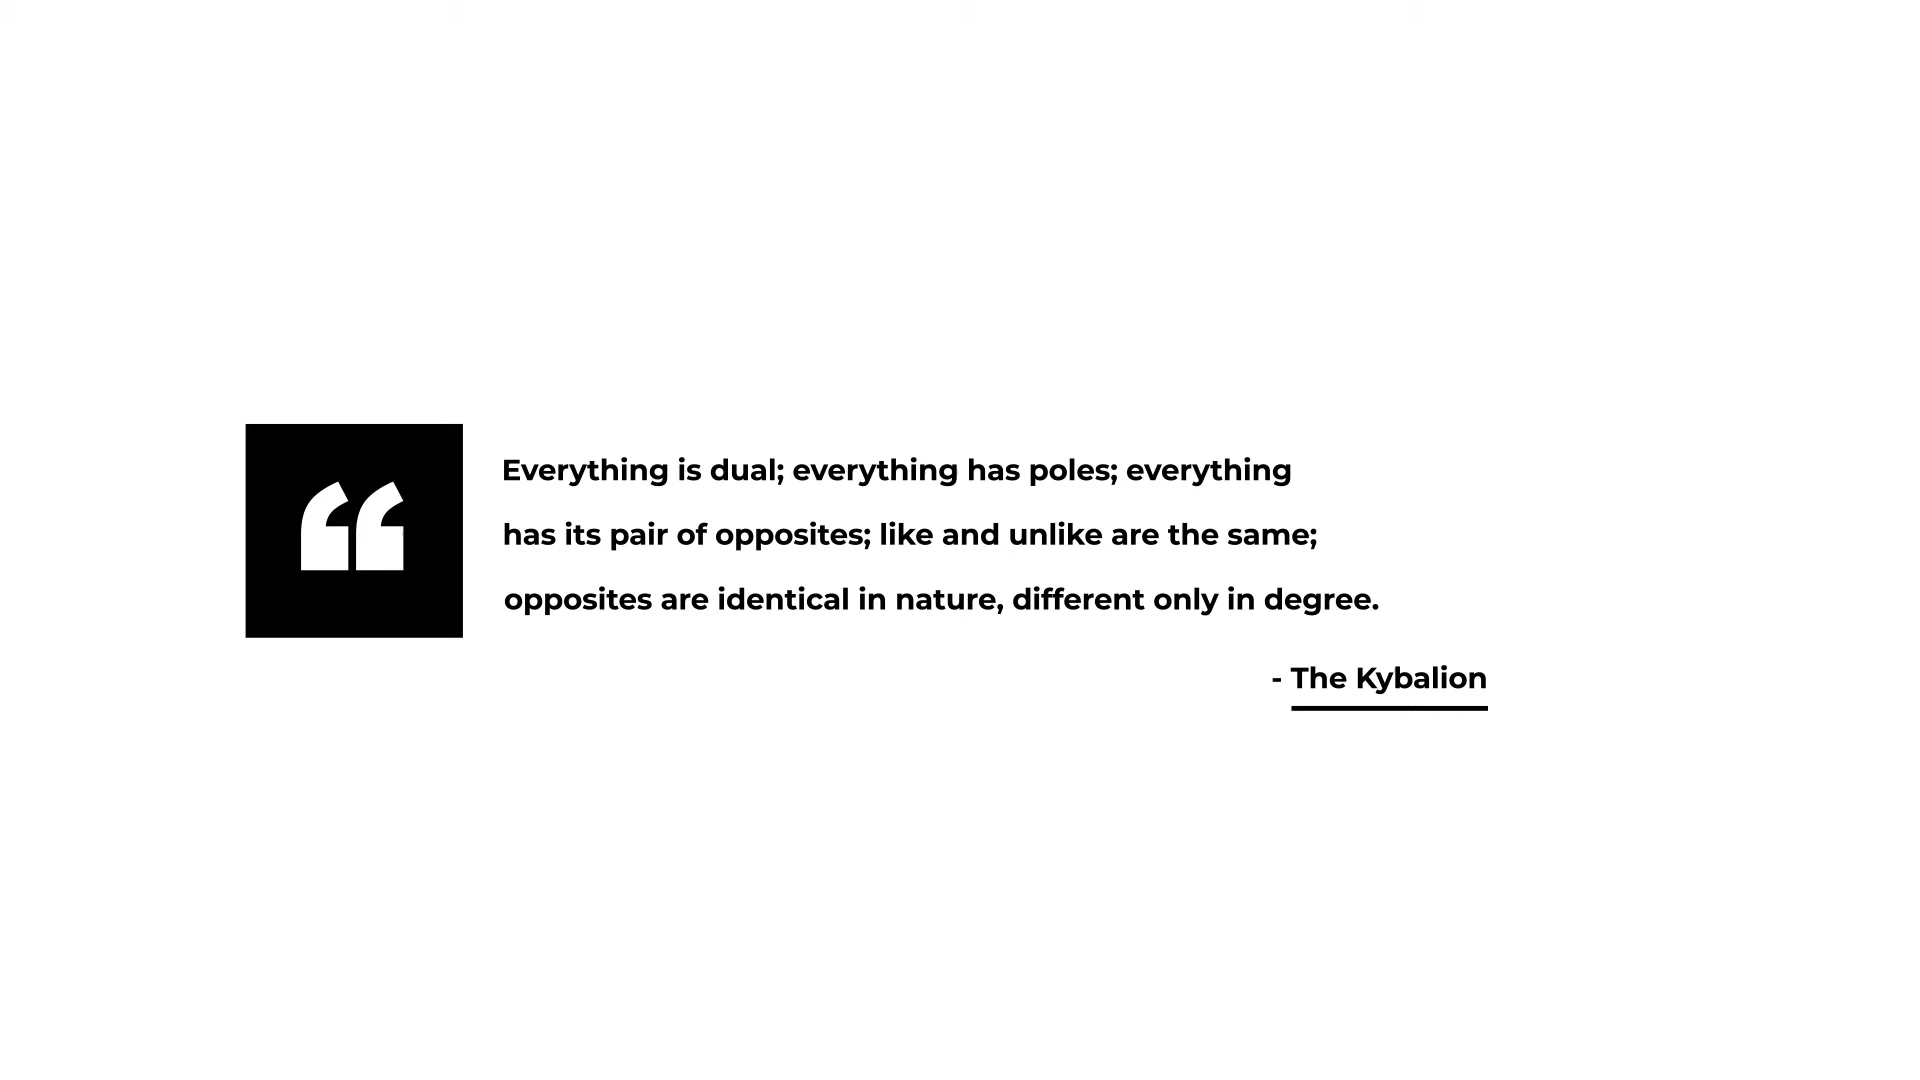 Everything is dual; everything has poles; everything
has its pair of opposites; like and unlike are the same;
opposites are identical in nature, different only in degree.
- The Kybalion